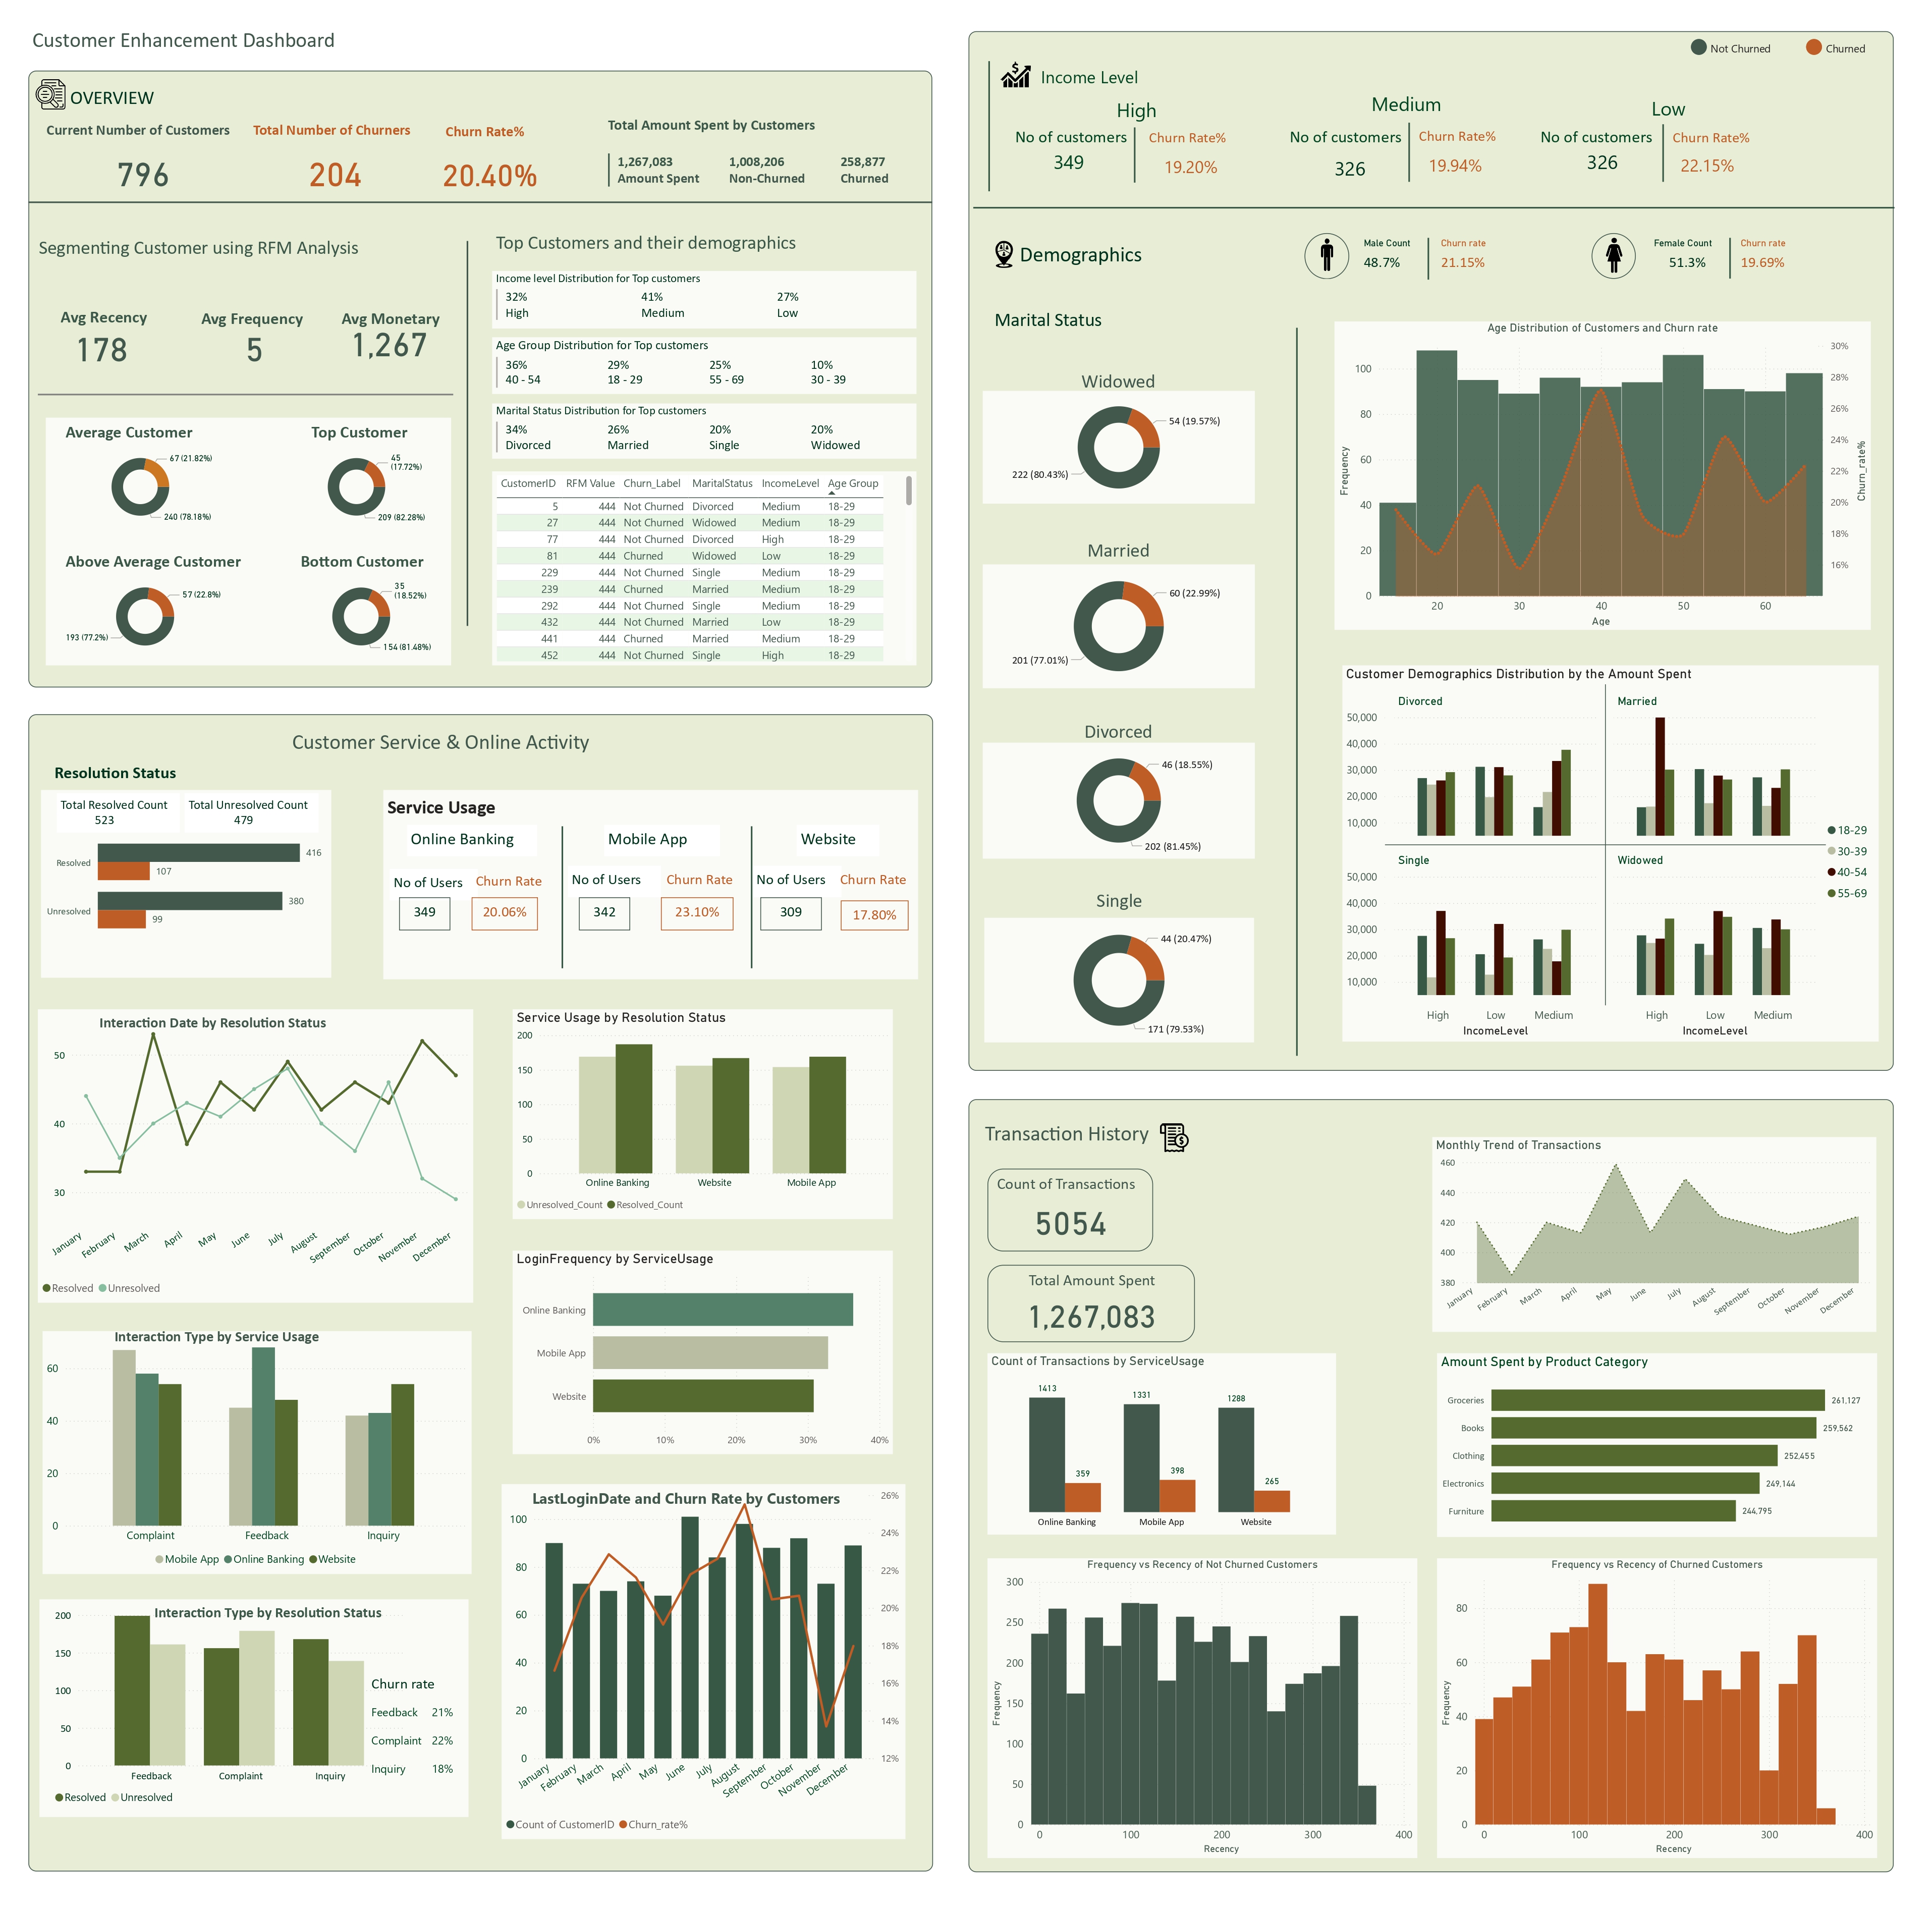 Customer Enhancement Dashboard
OVERVIEW
Current Number of Customers
796
Total Number of Churners
204
Churn Rate%
20.40%
Total Amount Spent by Customers
1,267,083 1,008,206 258,877
Amount Spent Non-Churned Churned
Segmenting Customer using RFM Analysis
Avg Recency
178
Avg Frequency
5
Avg Monetary
1,267
Average Customer
67 (21.82%)
240 (78.18%)
Top Customer
45
(17.72%)
209 (82.28%)
Above Average Customer
57 (22.8%)
193 (77.2%)
Bottom Customer
35
(18.52%)
154 (81.48%)
Top Customers and their demographics
Income level Distribution for Top customers
32% 41% 27%
High Medium Low
Age Group Distribution for Top customers
36% 29% 25% 10%
40 - 54 18 - 29 55 - 69 30 - 39
Marital Status Distribution for Top customers
34% 26% 20% 20%
Divorced Married Single Widowed
CustomerID RFM Value Churn_Label MaritalStatus IncomeLevel Age Group
5 444 Not Churned Divorced Medium 18-29
27 444 Not Churned Widowed Medium 18-29
77 444 Not Churned Divorced High 18-29
81 444 Churned Widowed Low 18-29
229 444 Not Churned Single Medium 18-29
239 444 Churned Married Medium 18-29
292 444 Not Churned Single Medium 18-29
432 444 Not Churned Married Low 18-29
441 444 Churned Married Medium 18-29
452 444 Not Churned Single High 18-29
Customer Service & Online Activity
Resolution Status
Total Resolved Count
523
Total Unresolved Count
479
Resolved 416
107
Unresolved 380
99
Service Usage
Online Banking Mobile App Website
No of Users Churn Rate No of Users Churn Rate No of Users Churn Rate
349 20.06% 342 23.10% 309 17.80%
Interaction Date by Resolution Status
50
40
30
January February March April May June July August September October November December
Resolved Unresolved
Service Usage by Resolution Status
200
150
100
50
0
Online Banking Website Mobile App
Unresolved_Count Resolved_Count
LoginFrequency by ServiceUsage
Online Banking
Mobile App
Website
0% 10% 20% 30% 40%
Interaction Type by Service Usage
60
40
20
0
Complaint Feedback Inquiry
Mobile App Online Banking Website
Interaction Type by Resolution Status
200
150
100
50
0
Feedback Complaint Inquiry
Resolved Unresolved
Churn rate
Feedback 21%
Complaint 22%
Inquiry 18%
LastLoginDate and Churn Rate by Customers
100
80
60
40
20
0
26%
24%
22%
20%
18%
16%
14%
12%
January February March April May June July August September October November December
Count of CustomerID Churn_rate%
Not Churned Churned
Income Level
High Medium Low
No of customers Churn Rate% No of customers Churn Rate% No of customers Churn Rate%
349 19.20% 326 19.94% 326 22.15%
Demographics
Male Count Churn rate
48.7% 21.15%
Female Count Churn rate
51.3% 19.69%
Marital Status
Widowed
54 (19.57%)
222 (80.43%)
Married
60 (22.99%)
201 (77.01%)
Divorced
46 (18.55%)
202 (81.45%)
Single
44 (20.47%)
171 (79.53%)
Age Distribution of Customers and Churn rate
Frequency
100
80
60
40
20
0
20 30 40 50 60
Age
30%
28%
26%
24%
22%
20%
18%
16%
Churn_rate%
Customer Demographics Distribution by the Amount Spent
Divorced Married
50,000
40,000
30,000
20,000
10,000
Single Widowed
50,000
40,000
30,000
20,000
10,000
High Low Medium High Low Medium
IncomeLevel IncomeLevel
18-29
30-39
40-54
55-69
Transaction History
Count of Transactions
5054
Total Amount Spent
1,267,083
Monthly Trend of Transactions
460
440
420
400
380
January February March April May June July August September October November December
Count of Transactions by ServiceUsage
1413 1331 1288
359 398 265
Online Banking Mobile App Website
Amount Spent by Product Category
Groceries 261,127
Books 259,562
Clothing 252,455
Electronics 249,144
Furniture 244,795
Frequency vs Recency of Not Churned Customers
Frequency
300
250
200
150
100
50
0
0 100 200 300 400
Recency
Frequency vs Recency of Churned Customers
Frequency
80
60
40
20
0
0 100 200 300 400
Recency